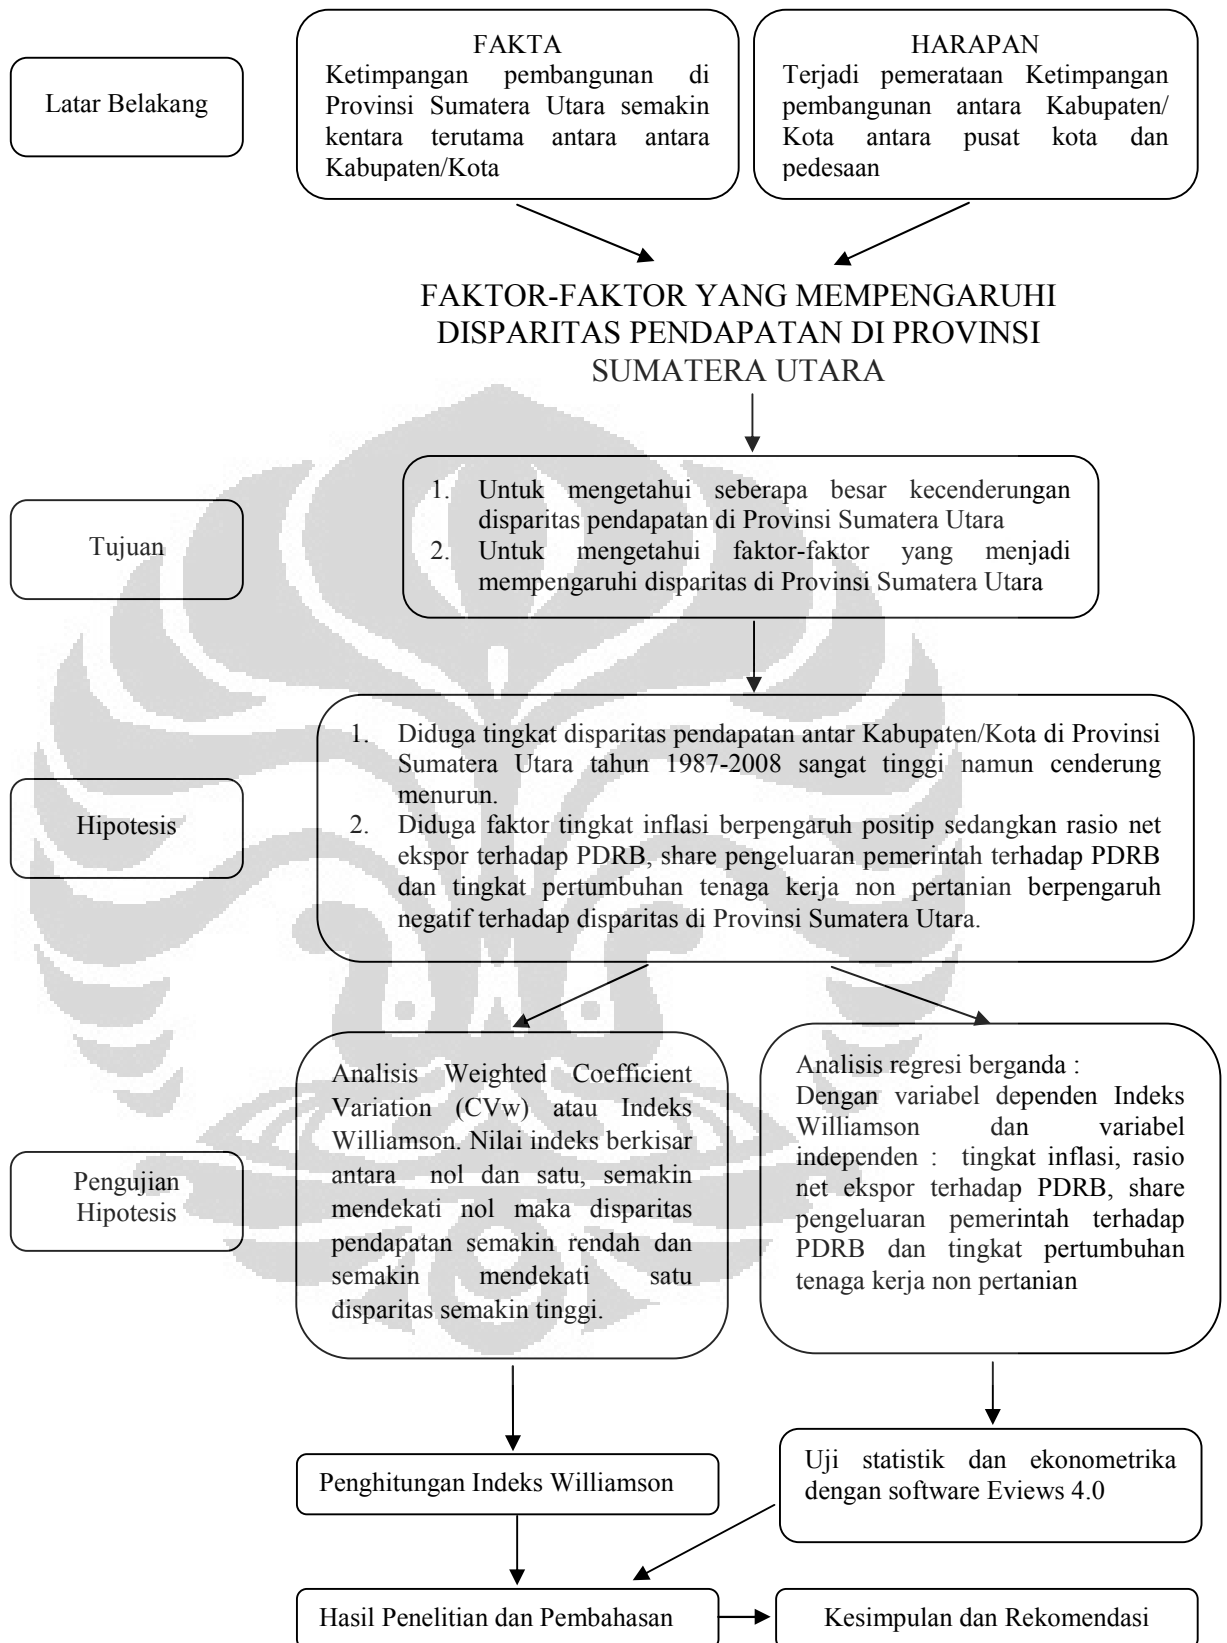 Latar Belakang
FAKTA
Ketimpangan pembangunan di
Provinsi Sumatera Utara semakin
kentara terutama antara antara
Kabupaten/Kota
HARAPAN
Terjadi pemerataan Ketimpangan
pembangunan antara Kabupaten/
Kota antara pusat kota dan
pedesaan
FAKTOR-FAKTOR YANG MEMPENGARUHI
DISPARITAS PENDAPATAN DI PROVINSI
SUMATERA UTARA
Tujuan
1. Untuk mengetahui seberapa besar kecenderungan
disparitas pendapatan di Provinsi Sumatera Utara
2. Untuk mengetahui faktor-faktor yang menjadi
mempengaruhi disparitas di Provinsi Sumatera Utara
Hipotesis
1. Diduga tingkat disparitas pendapatan antar Kabupaten/Kota di Provinsi
Sumatera Utara tahun 1987-2008 sangat tinggi namun cenderung
menurun.
2. Diduga faktor tingkat inflasi berpengaruh positip sedangkan rasio net
ekspor terhadap PDRB, share pengeluaran pemerintah terhadap PDRB
dan tingkat pertumbuhan tenaga kerja non pertanian berpengaruh
negatif terhadap disparitas di Provinsi Sumatera Utara.
Pengujian
Hipotesis
Analisis Weighted Coefficient
Variation (CVw) atau Indeks
Williamson. Nilai indeks berkisar
antara nol dan satu, semakin
mendekati nol maka disparitas
pendapatan semakin rendah dan
semakin mendekati satu
disparitas semakin tinggi.
Analisis regresi berganda :
Dengan variabel dependen Indeks
Williamson dan variabel
independen : tingkat inflasi, rasio
net ekspor terhadap PDRB, share
pengeluaran pemerintah terhadap
PDRB dan tingkat pertumbuhan
tenaga kerja non pertanian
Penghitungan Indeks Williamson
Uji statistik dan ekonometrika
dengan software Eviews 4.0
Hasil Penelitian dan Pembahasan
Kesimpulan dan Rekomendasi